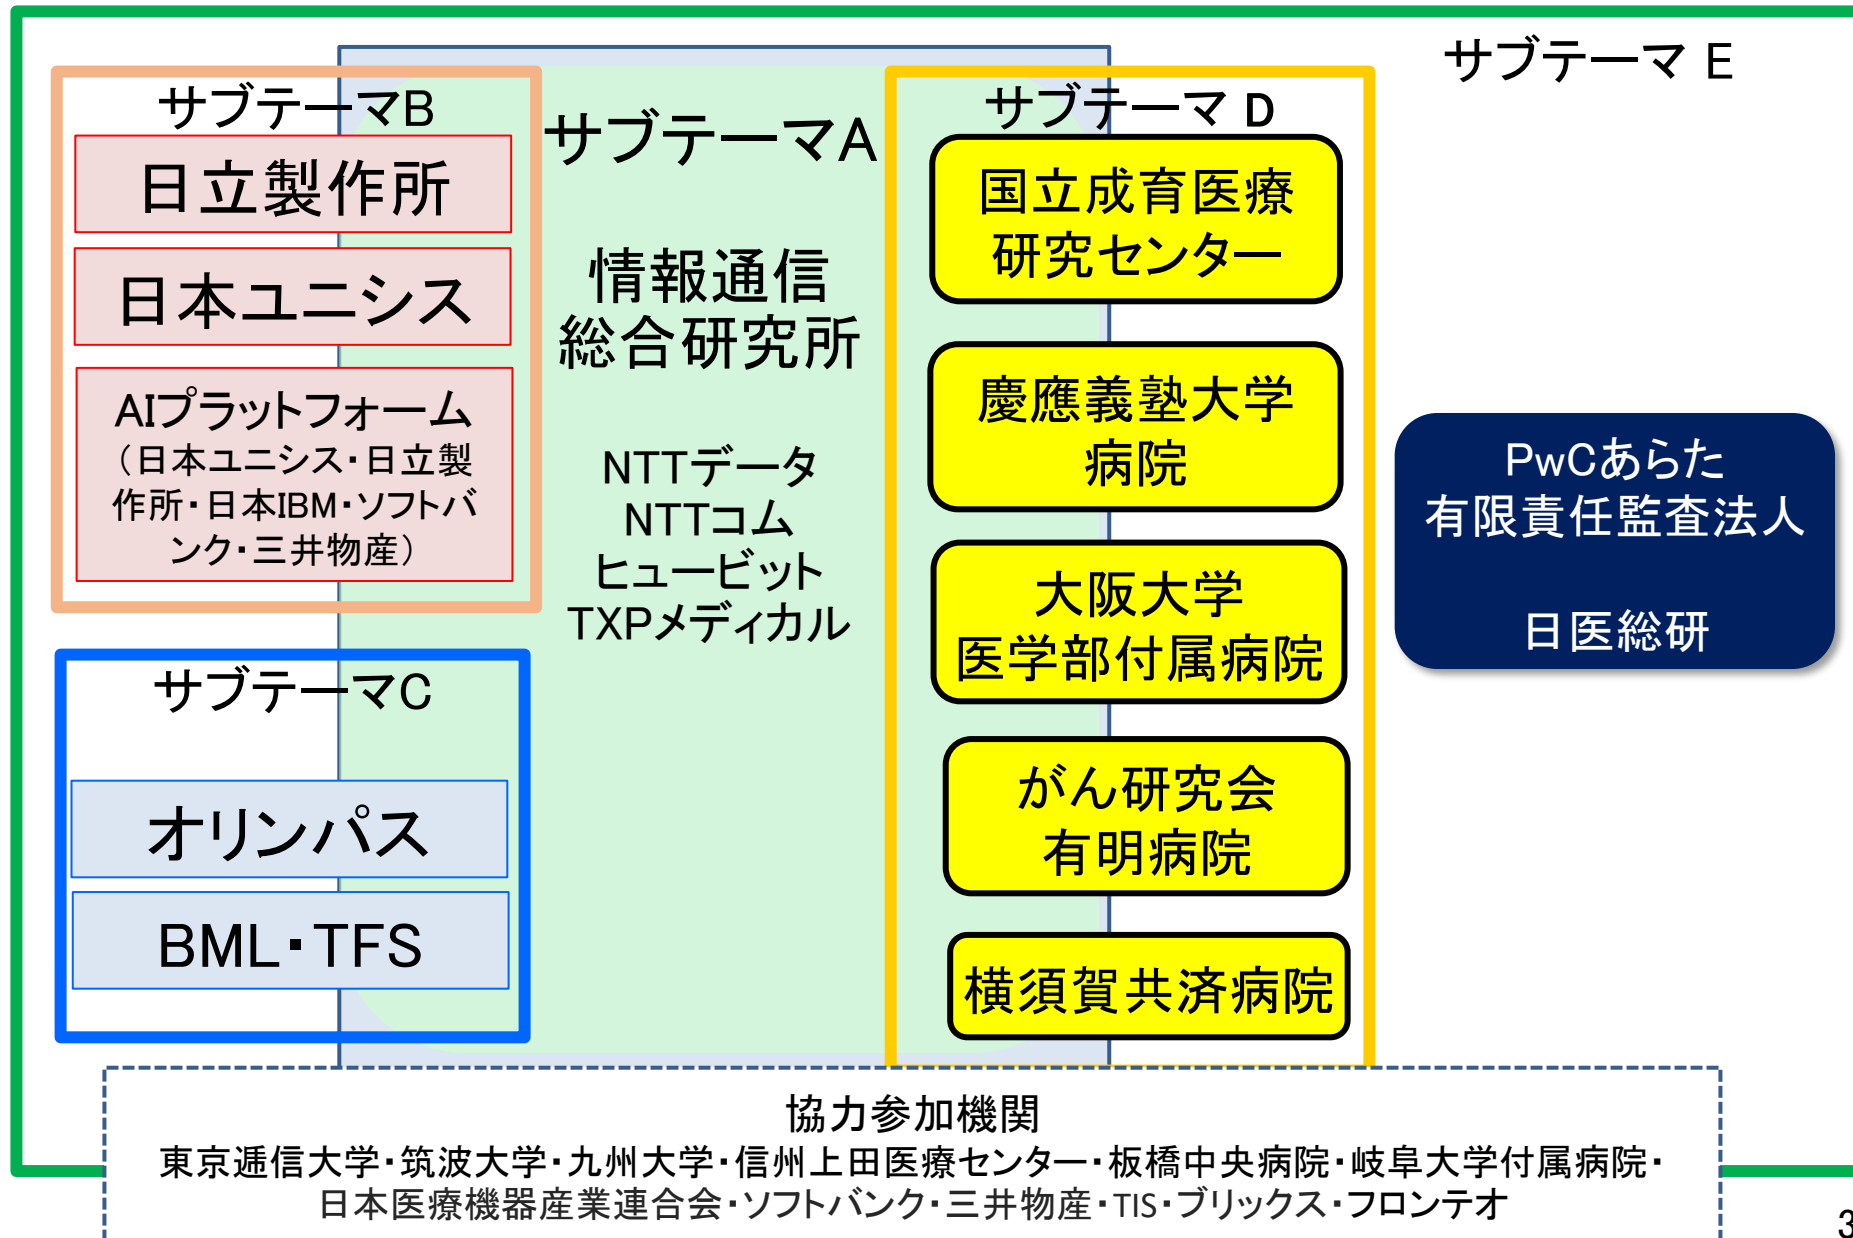 サブテーマ E
サブテーマB
日立製作所
日本ユニシス
AIプラットフォーム
（日本ユニシス・日立製
作所・日本IBM・ソフトバ
ンク・三井物産）
サブテーマC
オリンパス
BML・TFS
サブテーマA
情報通信
総合研究所
NTTデータ
NTTコム
ヒュービット
TXPメディカル
サブテーマ D
国立成育医療
研究センター
慶應義塾大学
病院
大阪大学
医学部付属病院
がん研究会
有明病院
横須賀共済病院
PwCあらた
有限責任監査法人
日医総研
協力参加機関
東京逓信大学・筑波大学・九州大学・信州上田医療センター・板橋中央病院・岐阜大学付属病院・
日本医療機器産業連合会・ソフトバンク・三井物産・TIS・ブリックス・フロンテオ
3